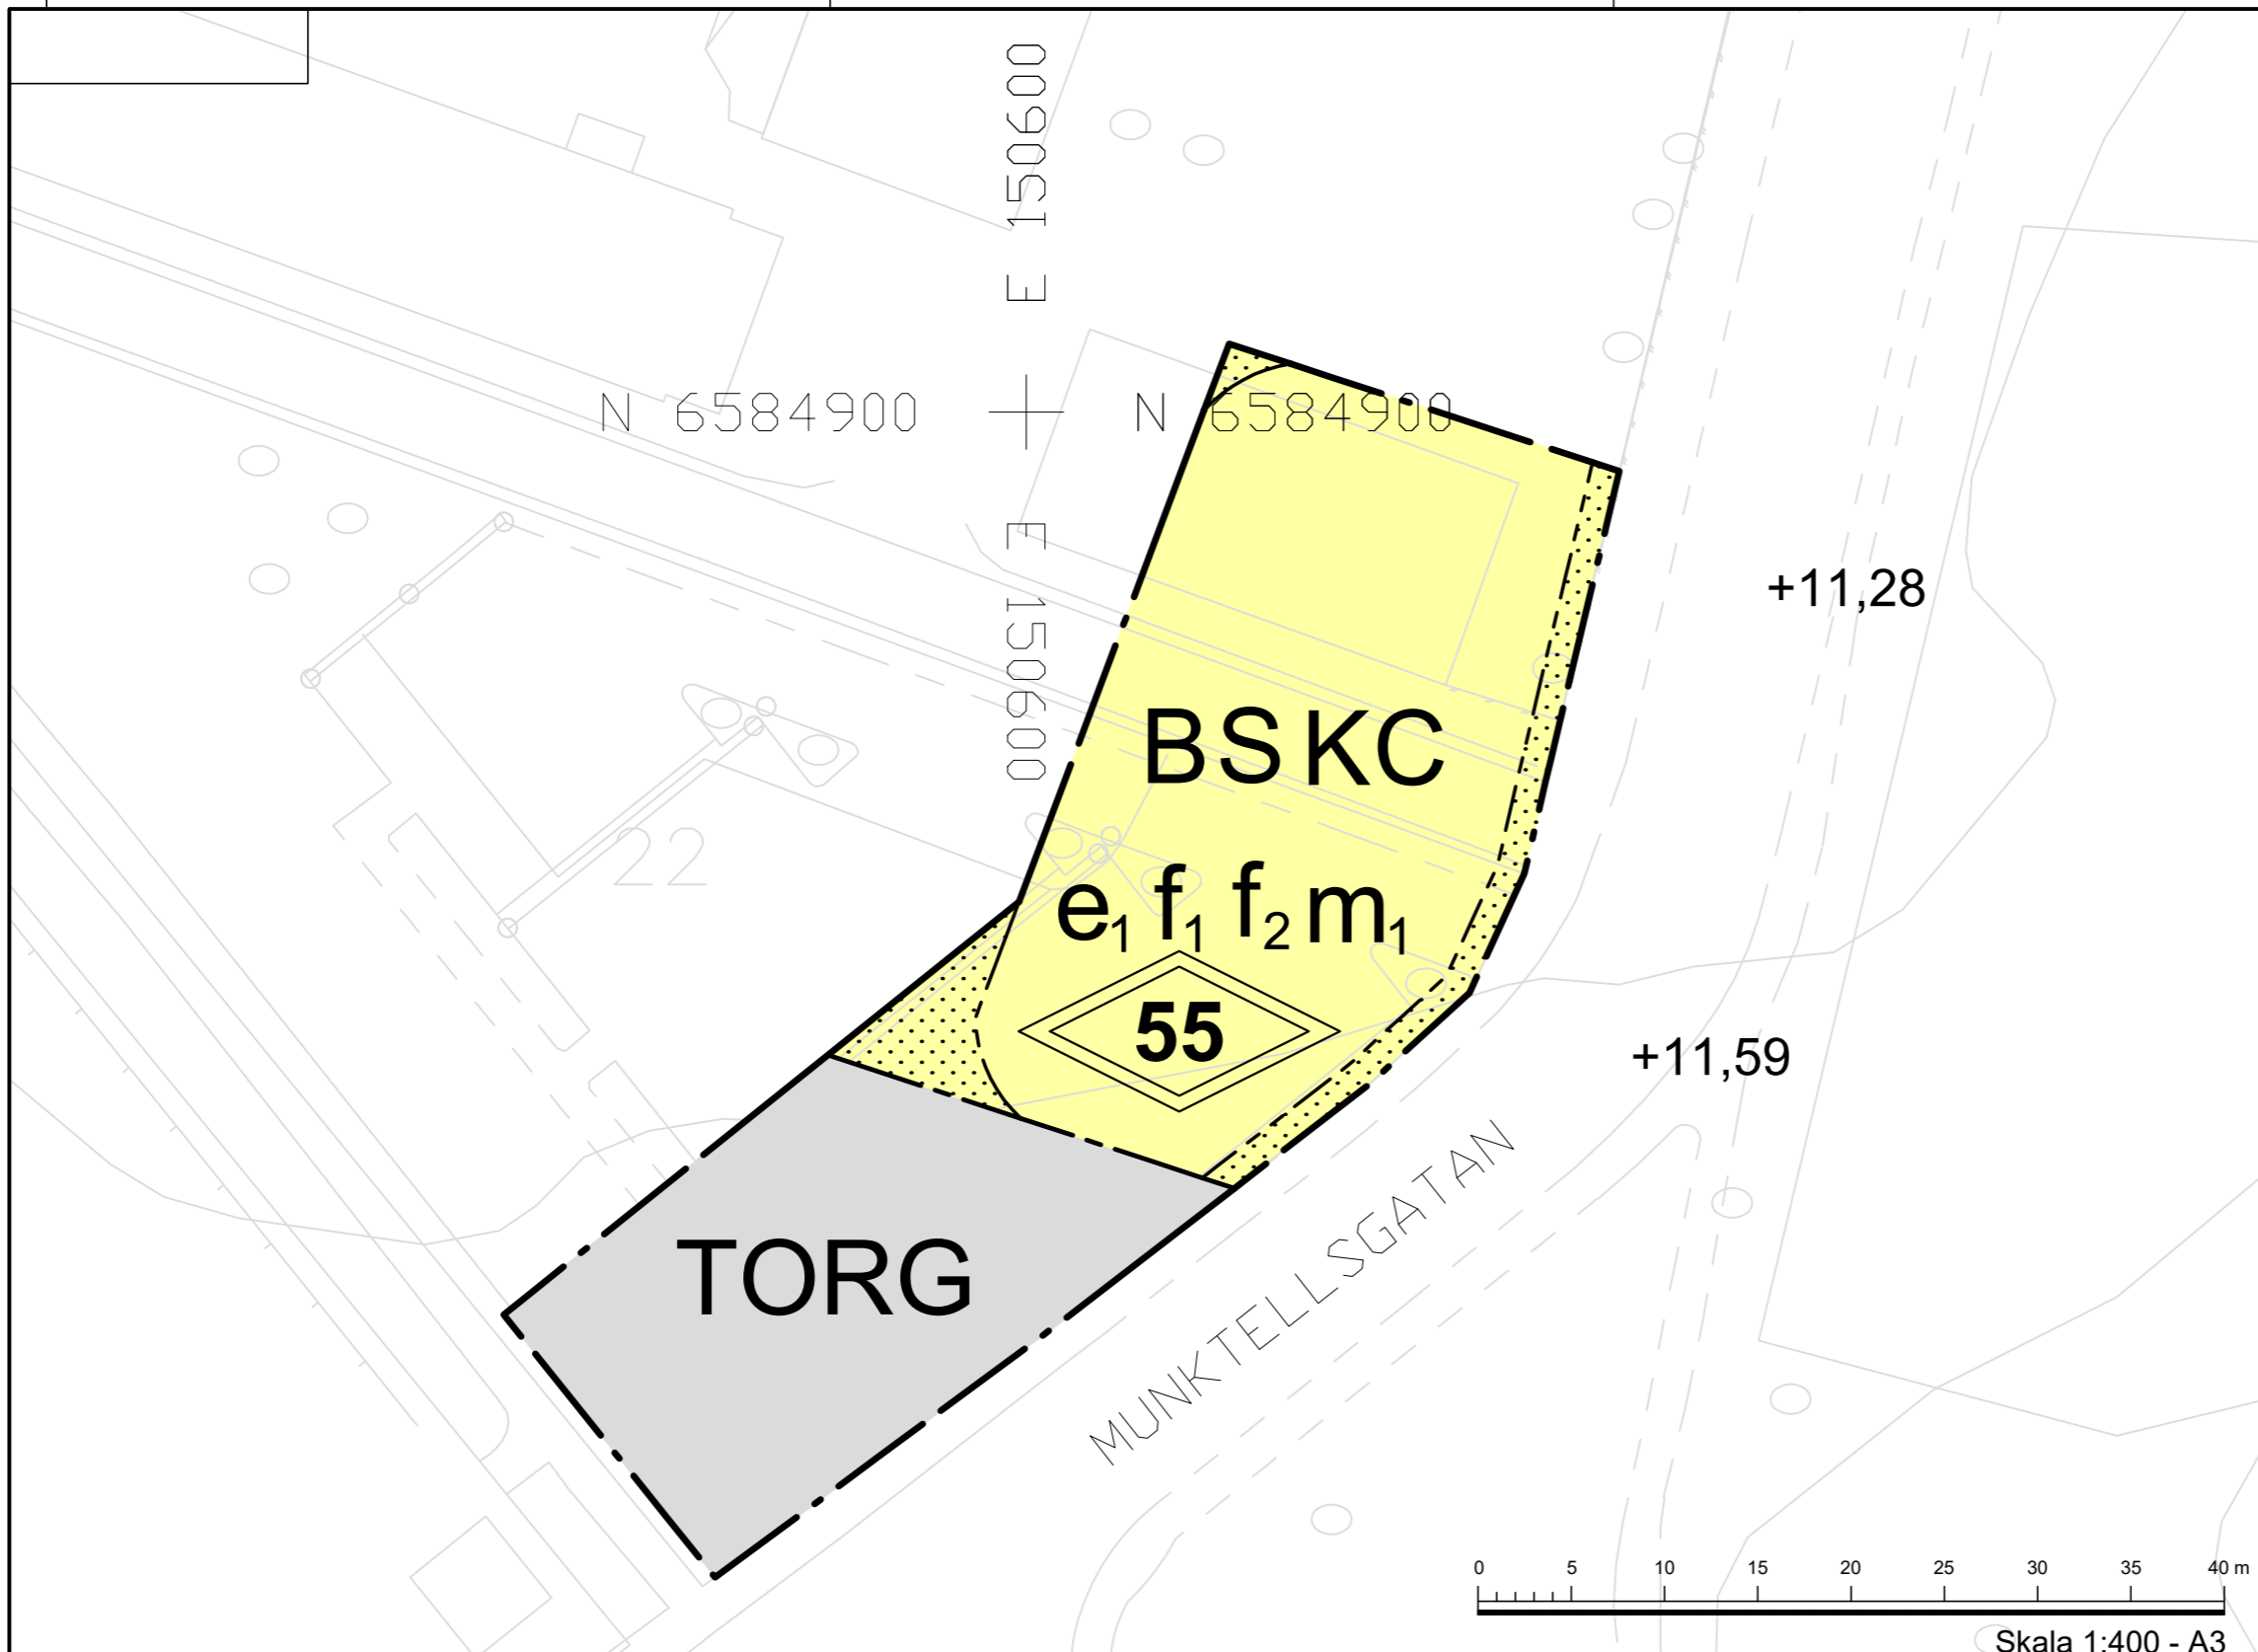 E 150600
N 6584900
N 6584900
E 150600
+11,28
BSKC
22
e₁ f₁ f₂ m₁
55
+11,59
TORG
MUNKTELLSGATAN
0 5 10 15 20 25 30 35 40 m
Skala 1:400 - A3